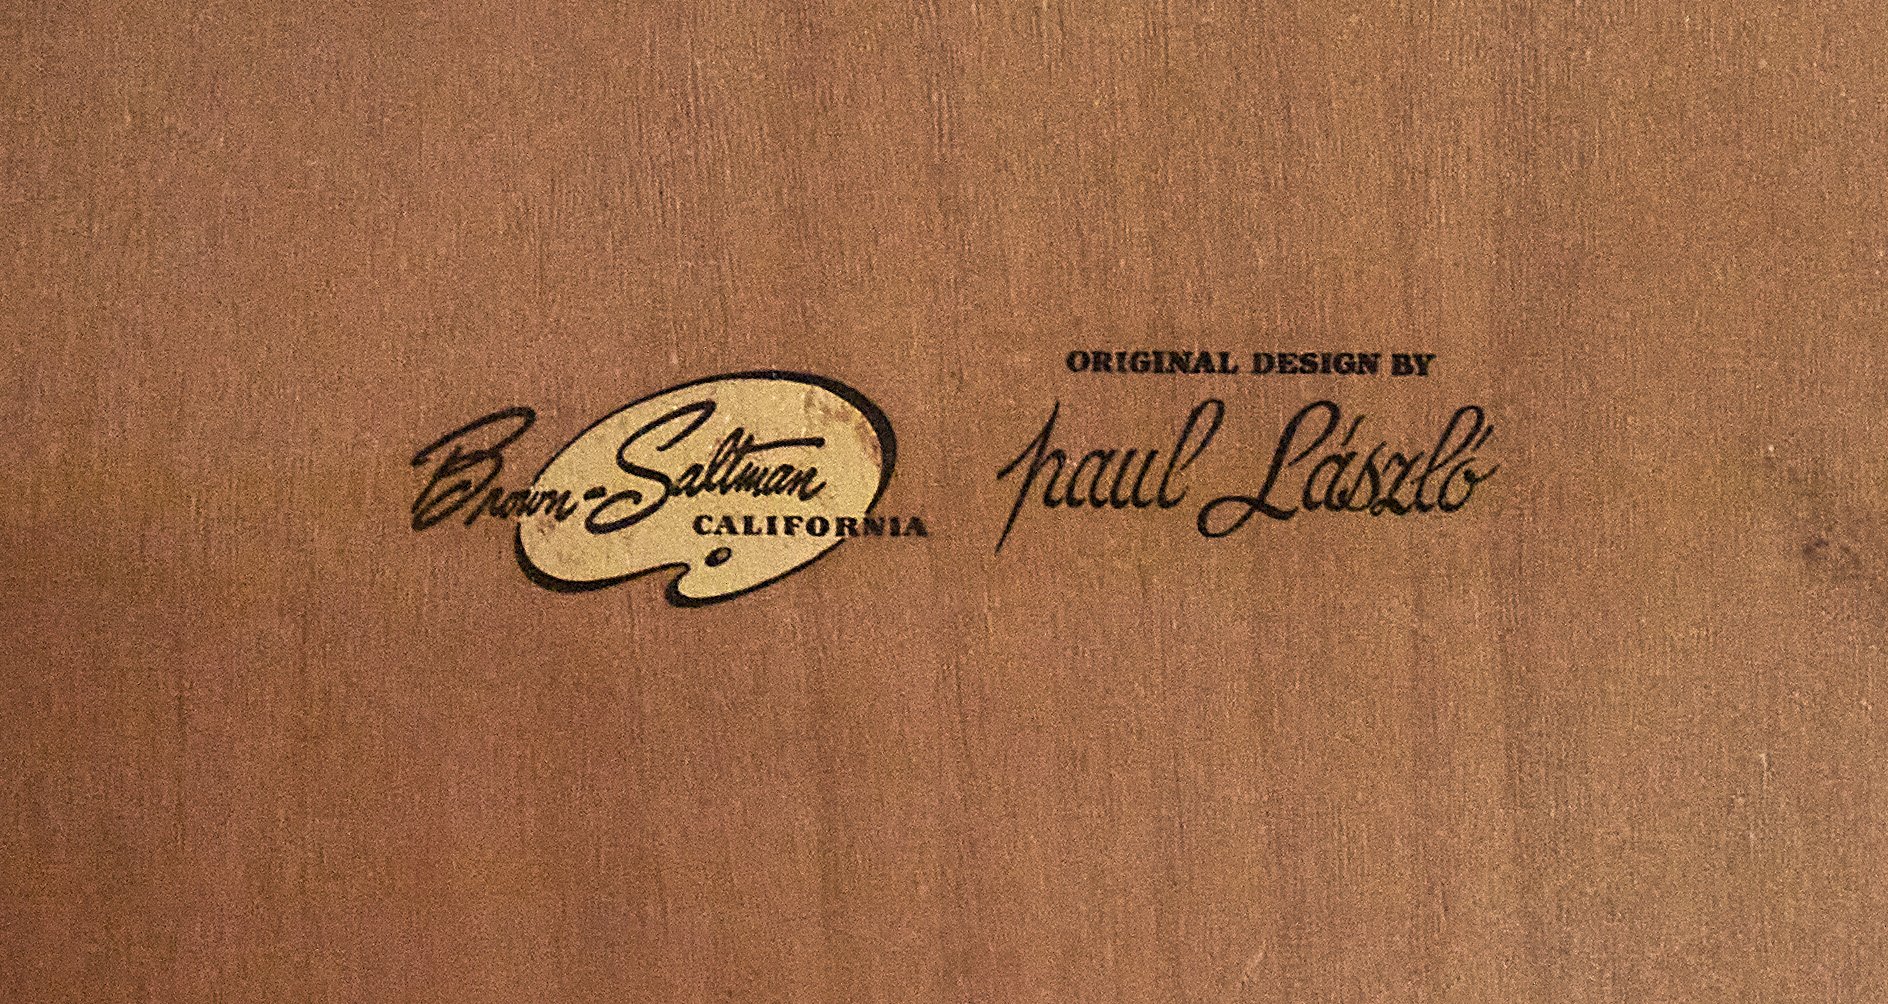 Brown-Saltman
CALIFORNIA
ORIGINAL DESIGN BY
paul László